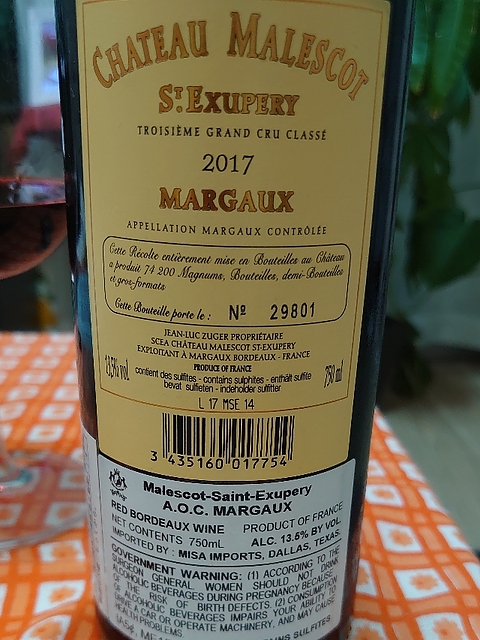 CHATEAU MALESCOT
ST. EXUPERY
TROISIÈME GRAND CRU CLASSÉ
2017
MARGAUX
APPELLATION MARGAUX CONTRÔLÉE
Cette Récolte entièrement mise en Bouteilles au Château
a produit 74 200 Magnums, Bouteilles, demi-Bouteilles
et gros-formats
Cette Bouteille porte le : Nº 29801
JEAN-LUC ZUGER PROPRIÉTAIRE
SCEA CHÂTEAU MALESCOT ST-EXUPERY
EXPLOITANT À MARGAUX BORDEAUX - FRANCE
PRODUCE OF FRANCE
13,5% vol
contient des sulfites - contains sulphites - enthält sulfite
bevat sulfieten - indeholder sulfitter
750 ml
L 17 MSE 14
3 435160 017754
Malescot-Saint-Exupery
A.O.C. MARGAUX
RED BORDEAUX WINE PRODUCT OF FRANCE
NET CONTENTS 750mL ALC. 13.5% BY VOL
IMPORTED BY : MISA IMPORTS, DALLAS, TEXAS.
GOVERNMENT WARNING: (1) ACCORDING TO THE
SURGEON GENERAL WOMEN SHOULD NOT DRINK
ALCOHOLIC BEVERAGES DURING PREGNANCY BECAUSE
OF THE RISK OF BIRTH DEFECTS. (2) CONSUMPTION
OF ALCOHOLIC BEVERAGES IMPAIRS YOUR ABILITY TO
DRIVE A CAR OR OPERATE MACHINERY, AND MAY CAUSE
HEALTH PROBLEMS.
SULFITES